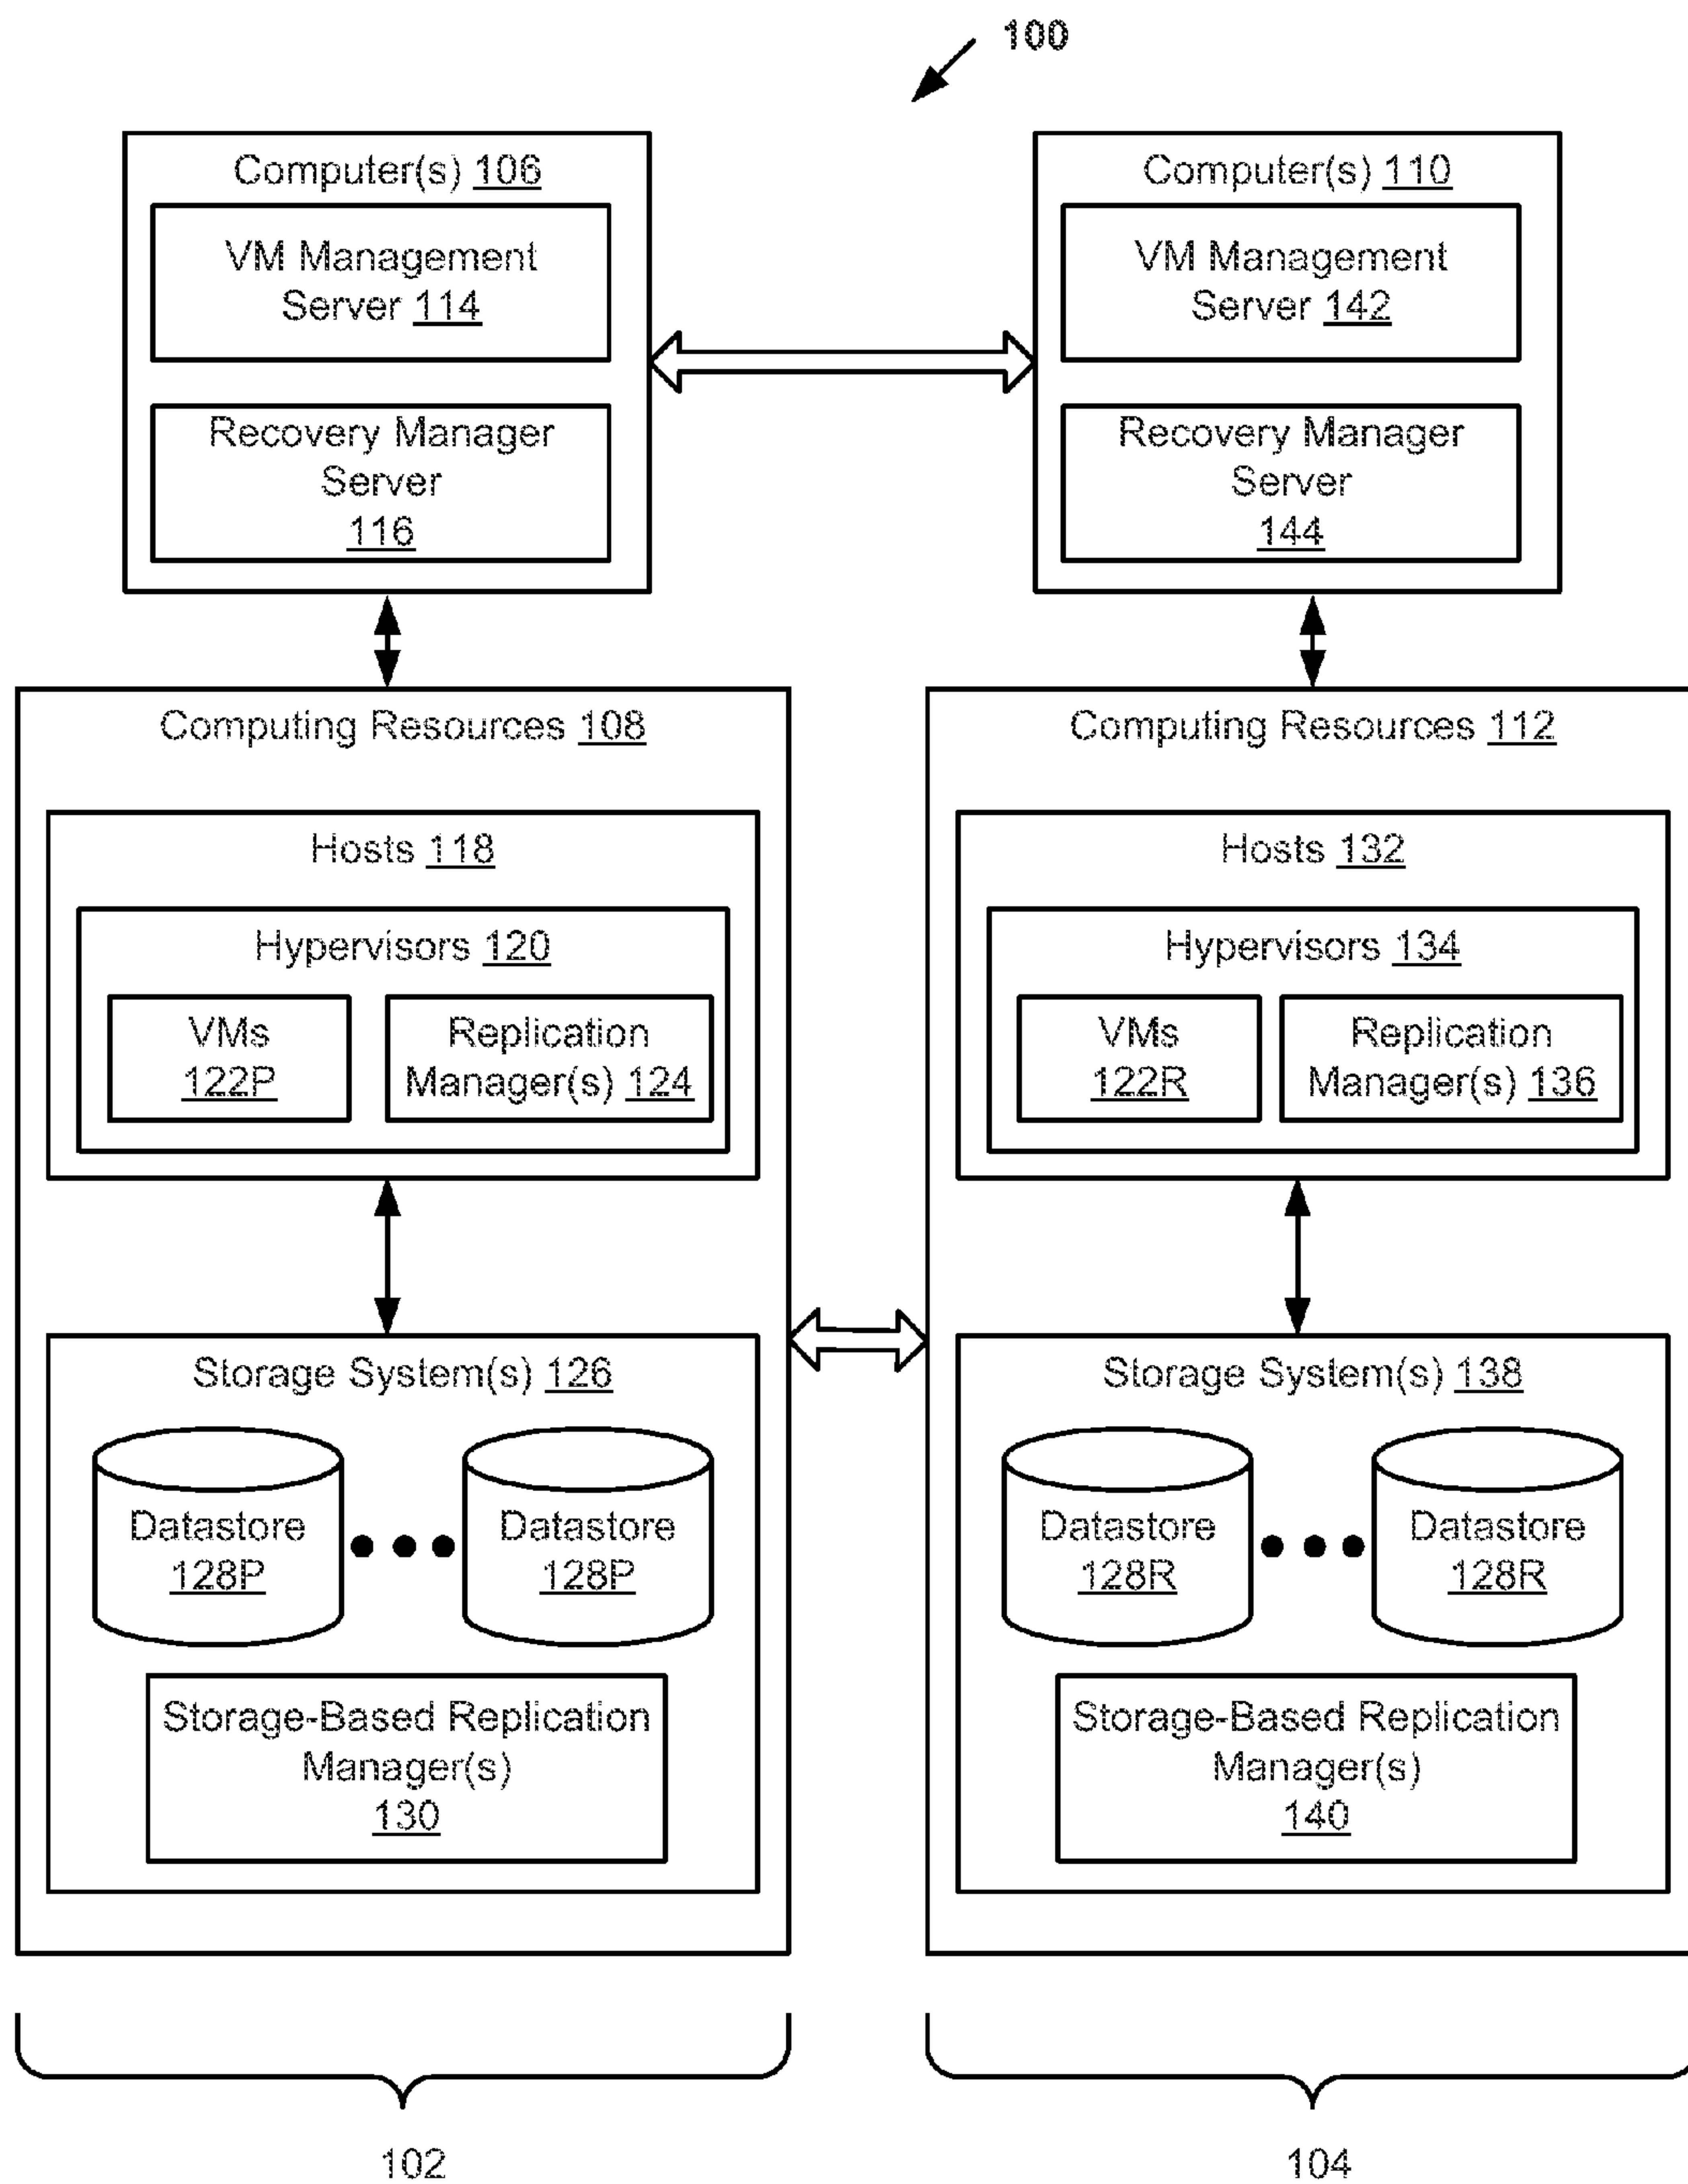 100
Computer(s) 106
VM Management
Server 114
Recovery Manager
Server
116
Computer(s) 110
VM Management
Server 142
Recovery Manager
Server
144
Computing Resources 108
Hosts 118
Hypervisors 120
VMs
122P
Replication
Manager(s) 124
Storage System(s) 126
Datastore
128P
Datastore
128P
Storage-Based Replication
Manager(s)
130
Computing Resources 112
Hosts 132
Hypervisors 134
VMs
122R
Replication
Manager(s) 136
Storage System(s) 138
Datastore
128R
Datastore
128R
Storage-Based Replication
Manager(s)
140
102
104